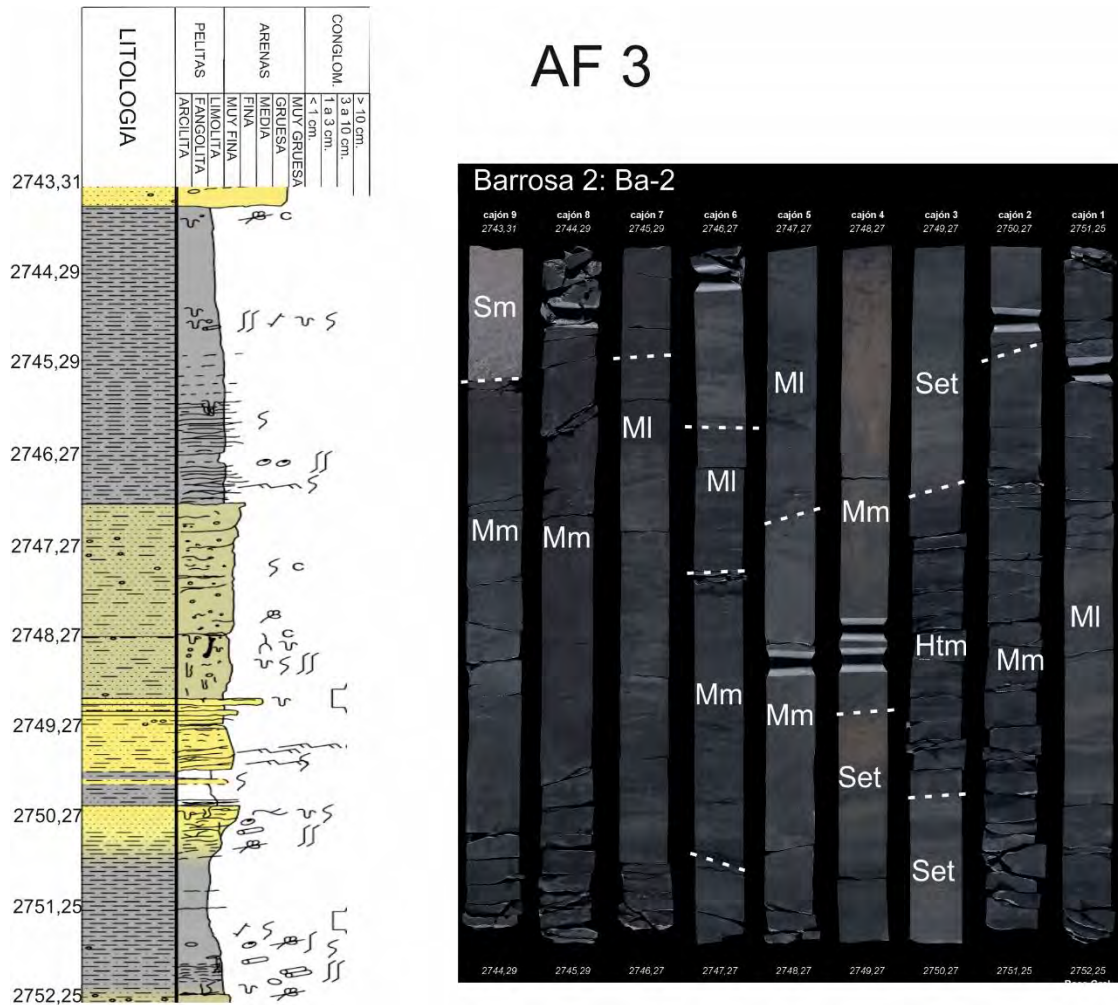 AF 3
LITOLOGIA
PELITAS
ARENAS
CONGLOM.
ARCILITA
FANGOLITA
LIMOLITA
MUY FINA
FINA
MEDIA
GRUESA
MUY GRUESA
< 1 cm.
1 a 3 cm.
3 a 10 cm.
> 10 cm.
2743,31
2744,29
2745,29
2746,27
2747,27
2748,27
2749,27
2750,27
2751,25
2752,25
c
c
c
Barrosa 2: Ba-2
cajón 9 cajón 8 cajón 7 cajón 6 cajón 5 cajón 4 cajón 3 cajón 2 cajón 1
2743,31 2744,29 2745,29 2746,27 2747,27 2748,27 2749,27 2750,27 2751,25
Sm
Mm
Mm
Ml
Ml
Mm
Ml
Mm
Mm
Set
Set
Htm
Set
Mm
Ml
2744,29 2745,29 2746,27 2747,27 2748,27 2749,27 2750,27 2751,25 2752,25